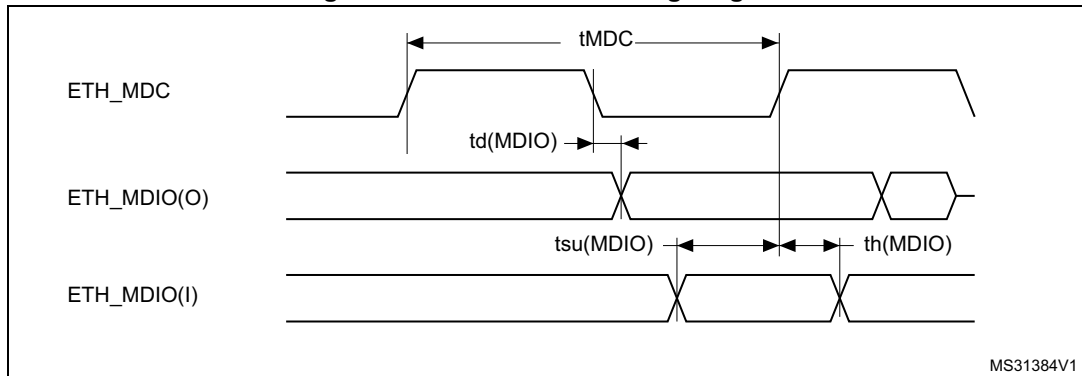 tMDC
ETH_MDC
td(MDIO)
ETH_MDIO(O)
tsu(MDIO)
th(MDIO)
ETH_MDIO(I)
MS31384V1